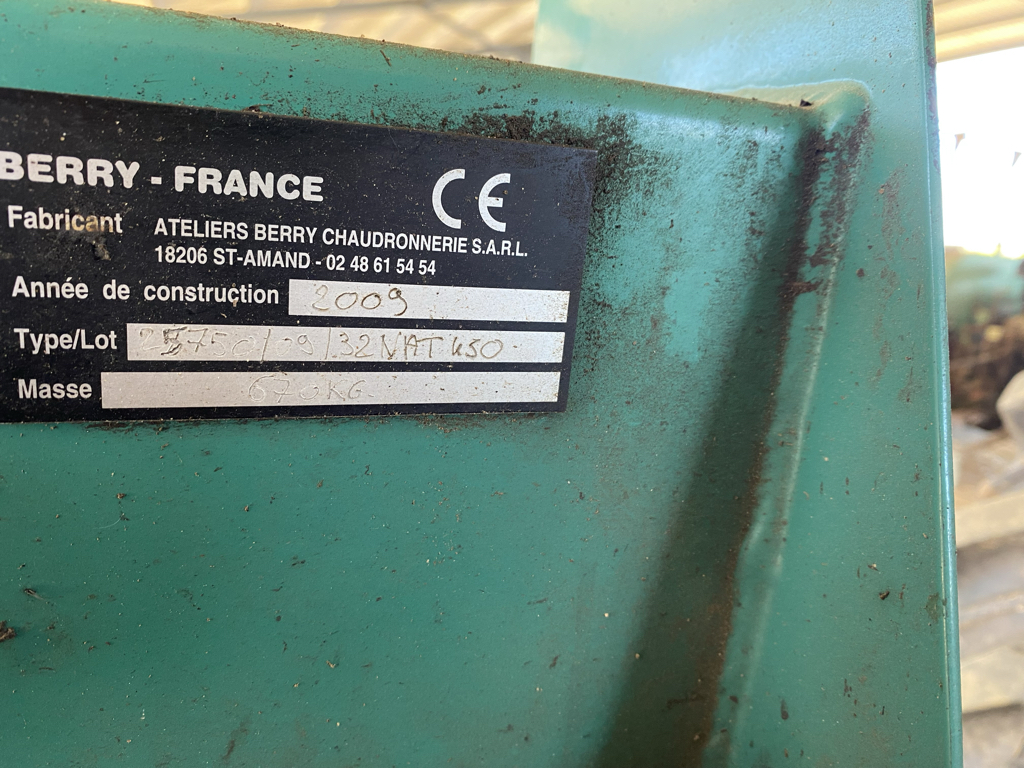 BERRY - FRANCE
CE
Fabricant ATELIERS BERRY CHAUDRONNERIE S.A.R.L.
18206 ST-AMAND - 02 48 61 54 54
Année de construction 2009
Type/Lot
Masse 670KG